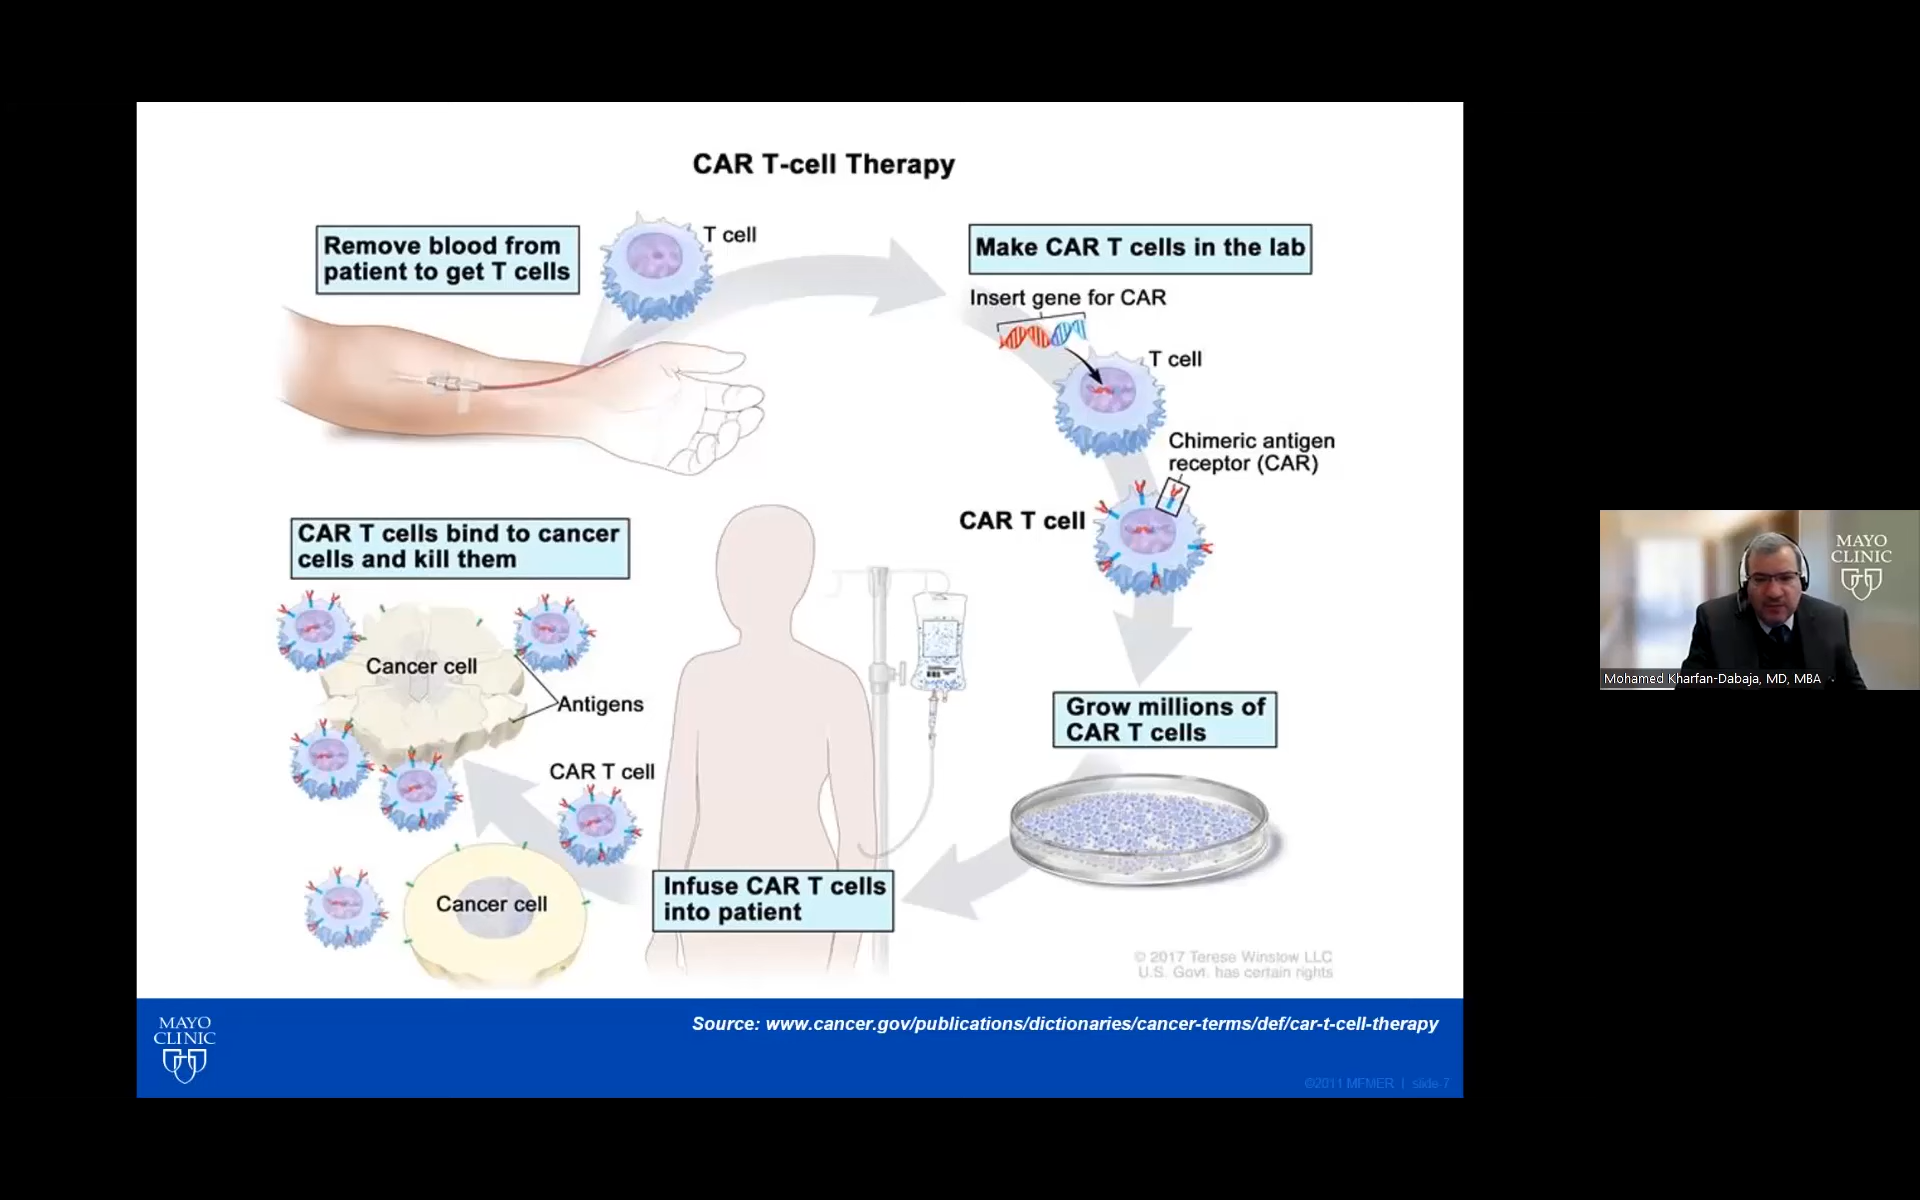 CAR T-cell Therapy
Remove blood from
patient to get T cells
T cell
Make CAR T cells in the lab
Insert gene for CAR
T cell
Chimeric antigen
receptor (CAR)
CAR T cell
Grow millions of
CAR T cells
Infuse CAR T cells
into patient
CAR T cells bind to cancer
cells and kill them
Cancer cell
Antigens
CAR T cell
Cancer cell
© 2017 Terese Winslow LLC
U.S. Govt. has certain rights
MAYO
CLINIC
Source: www.cancer.gov/publications/dictionaries/cancer-terms/def/car-t-cell-therapy
©2011 MFMER | slide-7
MAYO
CLINIC
Mohamed Kharfan-Dabaja, MD, MBA